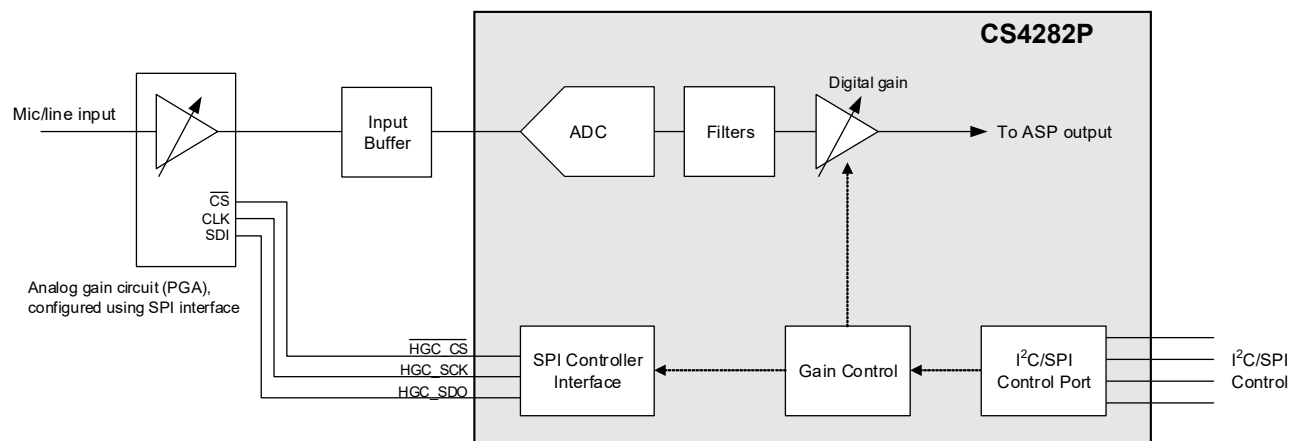 CS4282P
Digital gain
Mic/line input
Input
Buffer
ADC
Filters
To ASP output
CS
CLK
SDI
Analog gain circuit (PGA),
configured using SPI interface
HGC_CS
HGC_SCK
HGC_SDO
SPI Controller
Interface
Gain Control
I²C/SPI
Control Port
I²C/SPI
Control